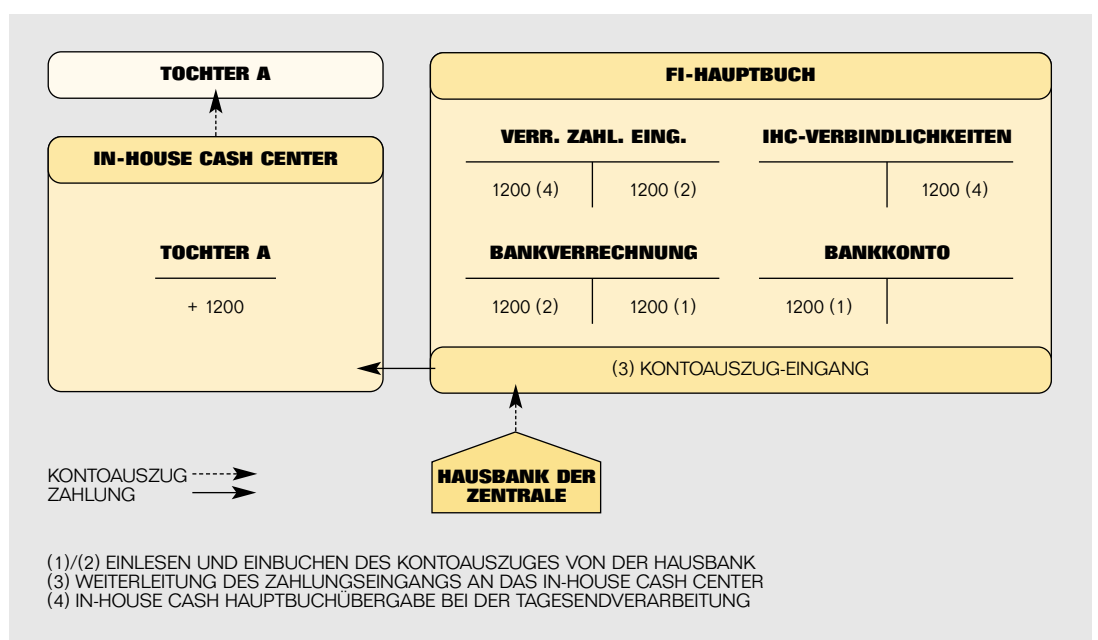 TOCHTER A
IN-HOUSE CASH CENTER
TOCHTER A
+ 1200
FI-HAUPTBUCH
VERR. ZAHL. EING.
1200 (4) 1200 (2)
IHC-VERBINDLICHKEITEN
1200 (4)
BANKVERRECHNUNG
1200 (2) 1200 (1)
BANKKONTO
1200 (1)
(3) KONTOAUSZUG-EINGANG
HAUSBANK DER
ZENTRALE
KONTOAUSZUG
ZAHLUNG
(1)/(2) EINLESEN UND EINBUCHEN DES KONTOAUSZUGES VON DER HAUSBANK
(3) WEITERLEITUNG DES ZAHLUNGSEINGANGS AN DAS IN-HOUSE CASH CENTER
(4) IN-HOUSE CASH HAUPTBUCHÜBERGABE BEI DER TAGESENDVERARBEITUNG